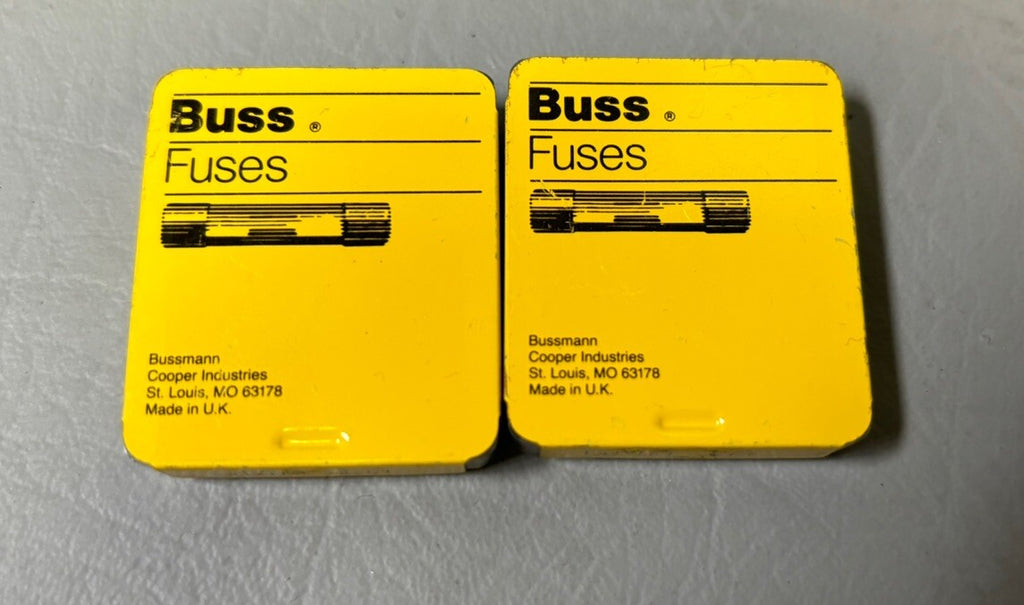 Buss ®
Fuses
Bussmann
Cooper Industries
St. Louis, MO 63178
Made in U.K.
Buss ®
Fuses
Bussmann
Cooper Industries
St. Louis, MO 63178
Made in U.K.